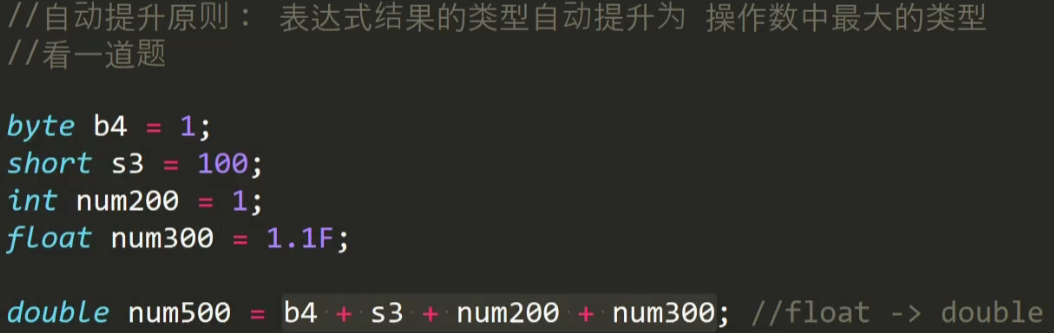 //自动提升原则： 表达式结果的类型自动提升为 操作数中最大的类型
//看一道题
byte b4 = 1;
short s3 = 100;
int num200 = 1;
float num300 = 1.1F;
double num500 = b4 + s3 + num200 + num300; //float -> double